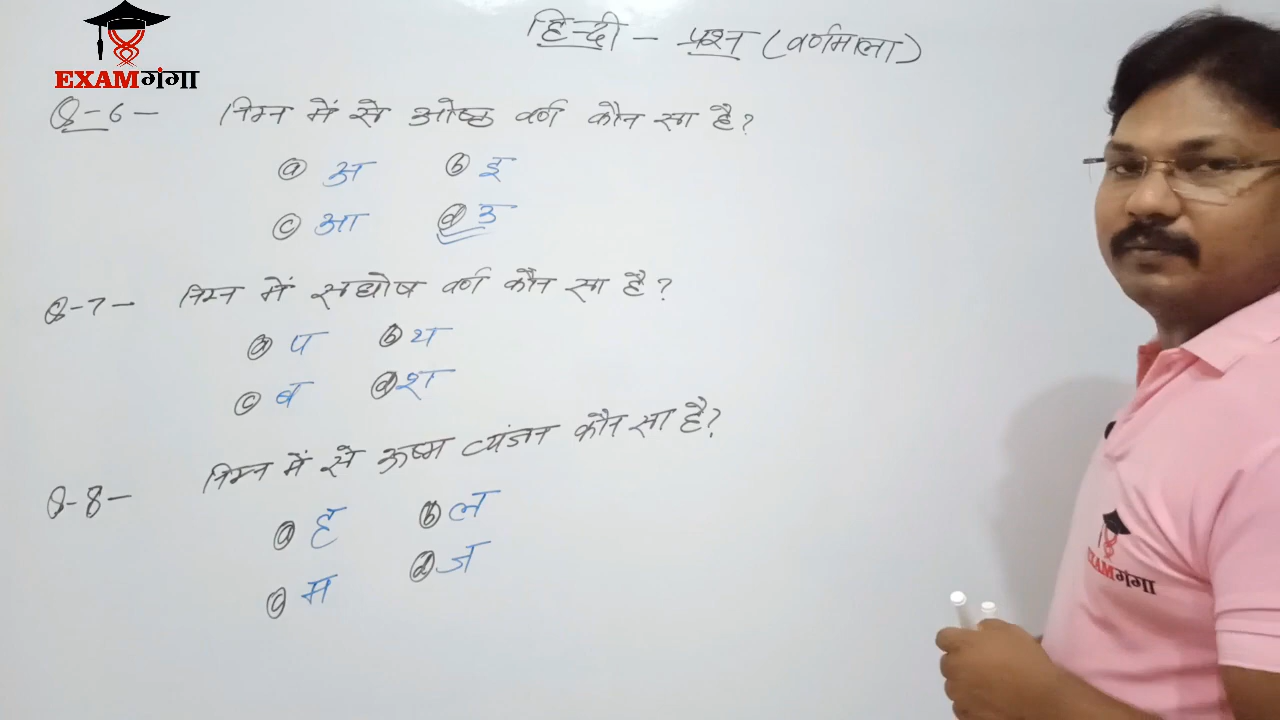 EXAMगंगा
हिन्दी - प्रश्न (वर्णमाला)
Q-6- निम्न में से ओष्ठ वर्ण कौन सा है?
(a) अ (b) इ
(c) आ (d) उ
Q-7- निम्न में सघोष वर्ण कौन सा है?
(a) प (b) थ
(c) ब (d) श
Q-8- निम्न में से ऊष्म व्यंजन कौन सा है?
(a) ह (b) ल
(c) म (d) ज
EXAMगंगा